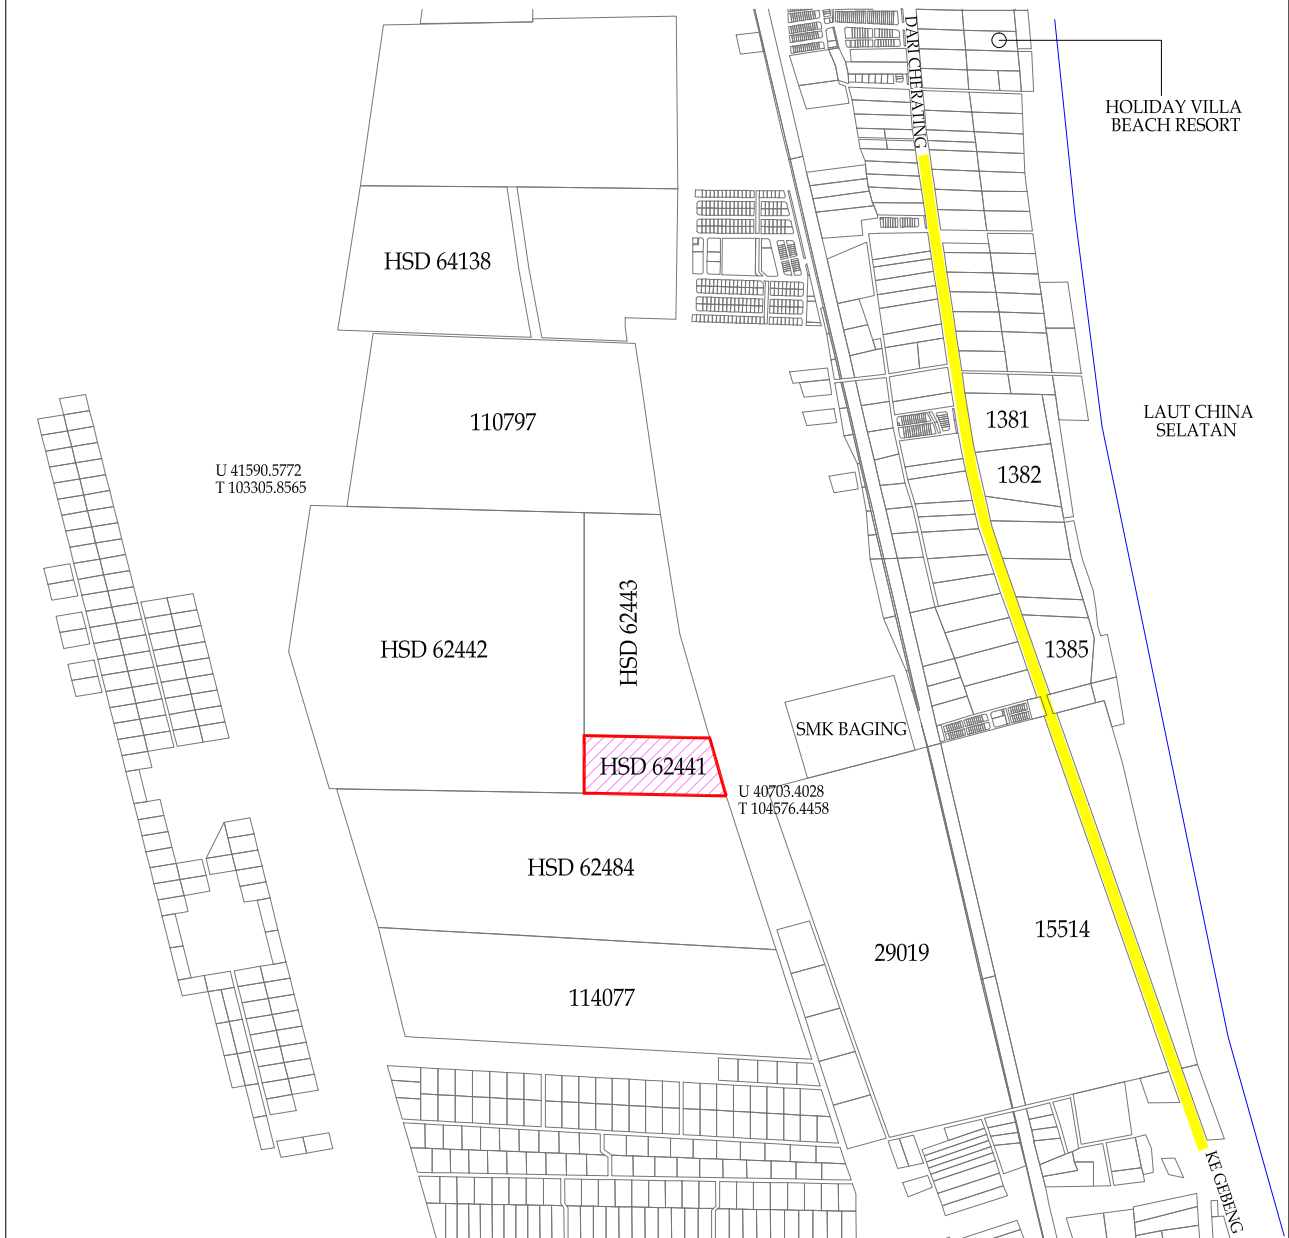 DARI CHERATING
HOLIDAY VILLA
BEACH RESORT
HSD 64138
110797
1381
LAUT CHINA
SELATAN
1382
U 41590.5772
T 103305.8565
HSD 62443
HSD 62442
1385
SMK BAGING
HSD 62441
U 40703.4028
T 104576.4458
HSD 62484
15514
29019
114077
KE GEBENG